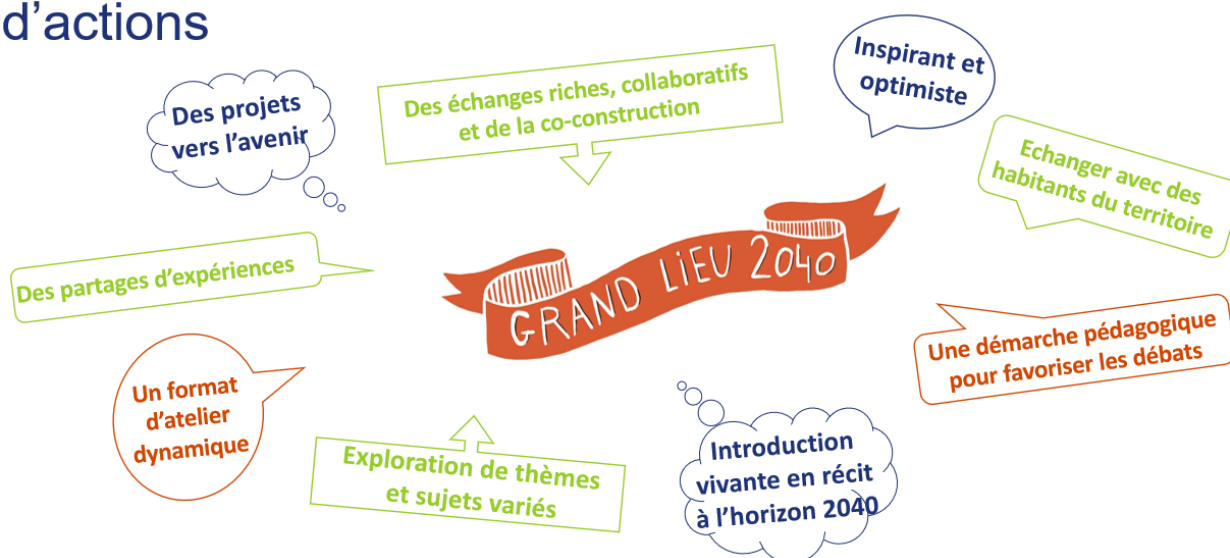 d’actions
Des projets
vers l’avenir
Des échanges riches, collaboratifs
et de la co-construction
Inspirant et
optimiste
Echanger avec des
habitants du territoire
Des partages d’expériences
GRAND LiEU 2040
Une démarche pédagogique
pour favoriser les débats
Un format
d’atelier
dynamique
Exploration de thèmes
et sujets variés
Introduction
vivante en récit
à l’horizon 2040